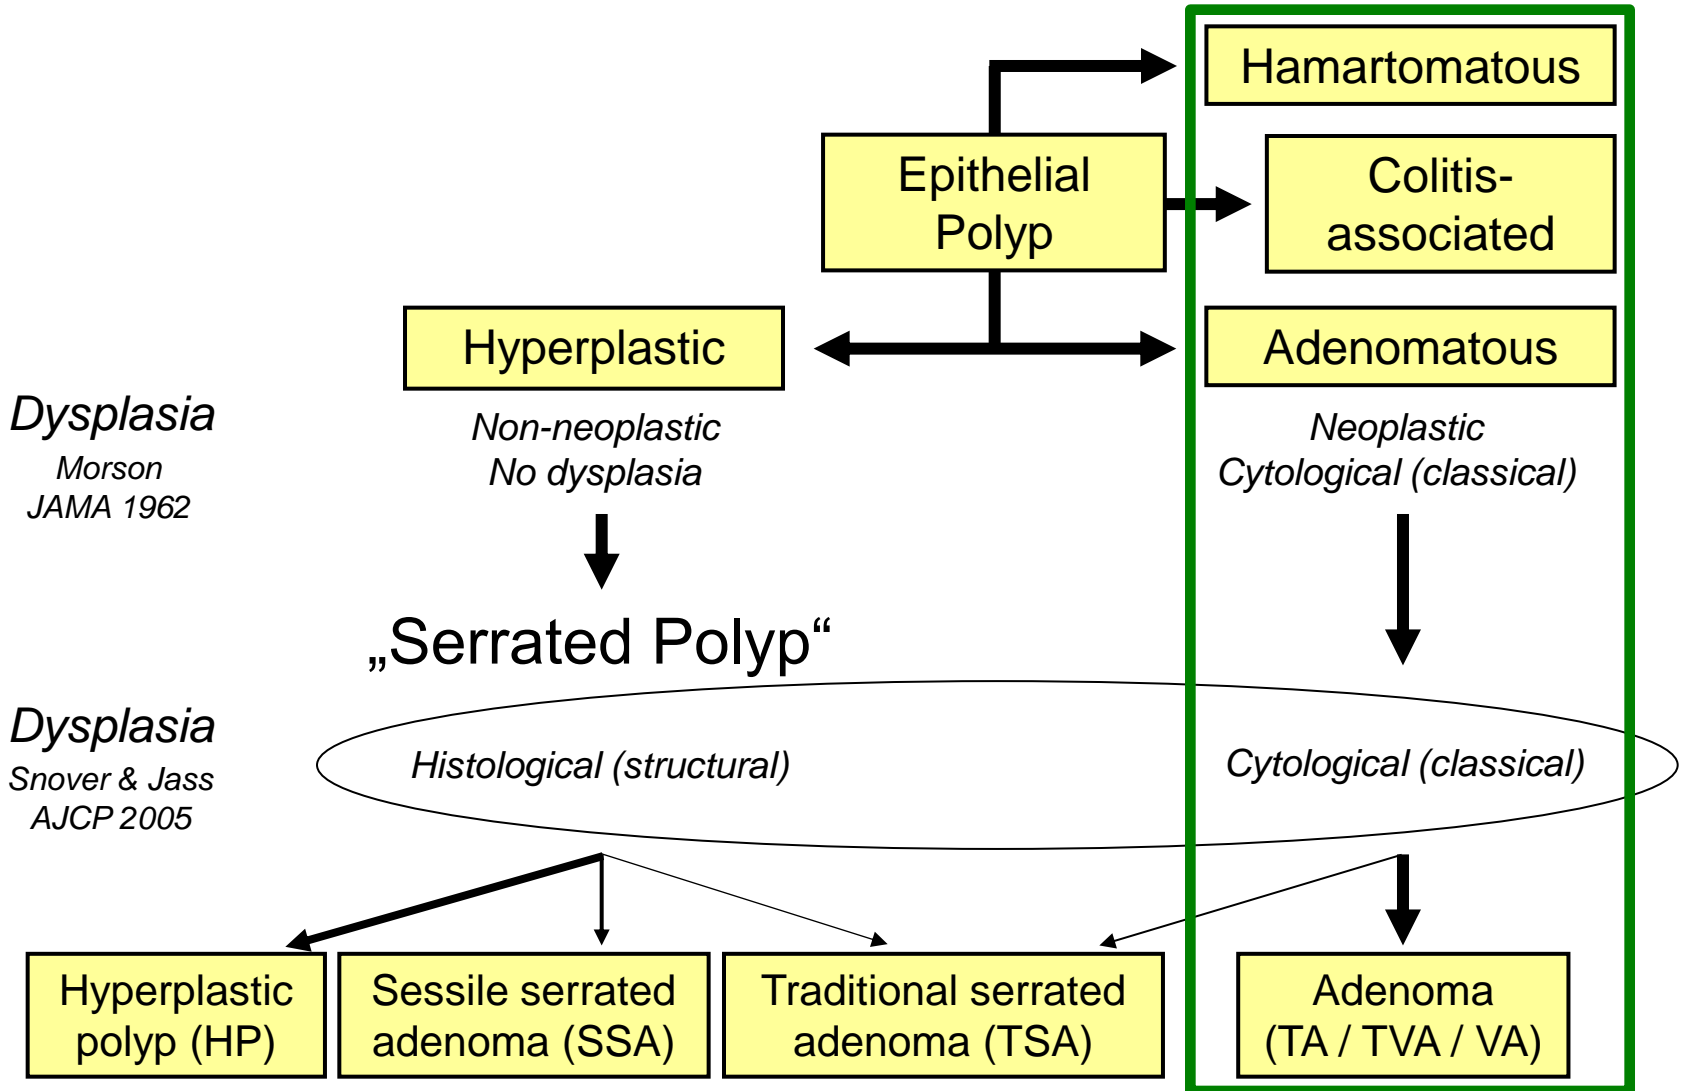 Hamartomatous
Epithelial
Polyp
Colitis-
associated
Hyperplastic
Adenomatous
Dysplasia
Morson
JAMA 1962
Non-neoplastic
No dysplasia
Neoplastic
Cytological (classical)
„Serrated Polyp“
Dysplasia
Snover & Jass
AJCP 2005
Histological (structural)
Cytological (classical)
Hyperplastic
polyp (HP)
Sessile serrated
adenoma (SSA)
Traditional serrated
adenoma (TSA)
Adenoma
(TA / TVA / VA)